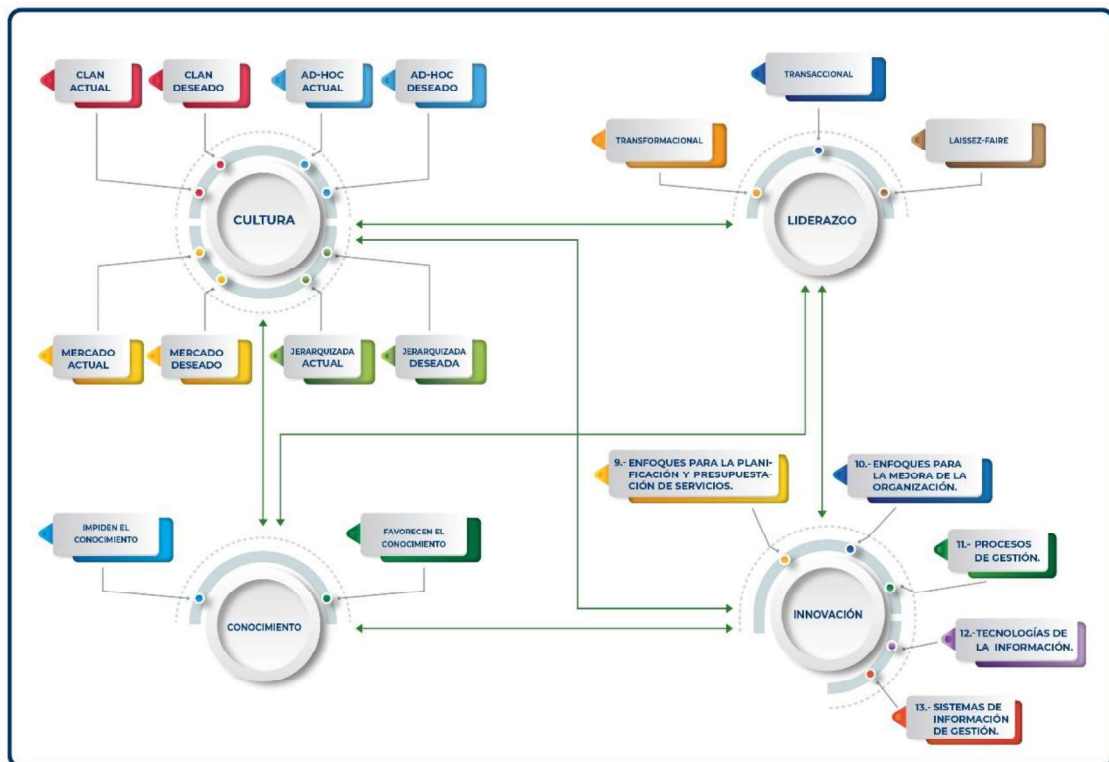 CLAN
ACTUAL
CLAN
DESEADO
AD-HOC
ACTUAL
AD-HOC
DESEADO
CULTURA
MERCADO
ACTUAL
MERCADO
DESEADO
JERARQUIZADA
ACTUAL
JERARQUIZADA
DESEADA
TRANSACCIONAL
TRANSFORMACIONAL
LAISSEZ-FAIRE
LIDERAZGO
IMPIDEN EL
CONOCIMIENTO
FAVORECEN EL
CONOCIMIENTO
CONOCIMIENTO
9.- ENFOQUES PARA LA PLANI-
FICACIÓN Y PRESUPUESTA-
CIÓN DE SERVICIOS.
10.- ENFOQUES PARA
LA MEJORA DE LA
ORGANIZACIÓN.
11.- PROCESOS
DE GESTIÓN.
INNOVACIÓN
12.-TECNOLOGÍAS DE
LA INFORMACIÓN.
13.- SISTEMAS DE
INFORMACIÓN
DE GESTIÓN.